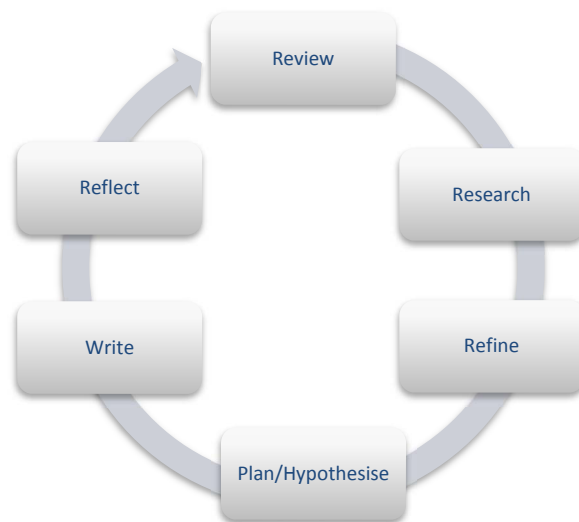 Review
Research
Refine
Plan/Hypothesise
Write
Reflect